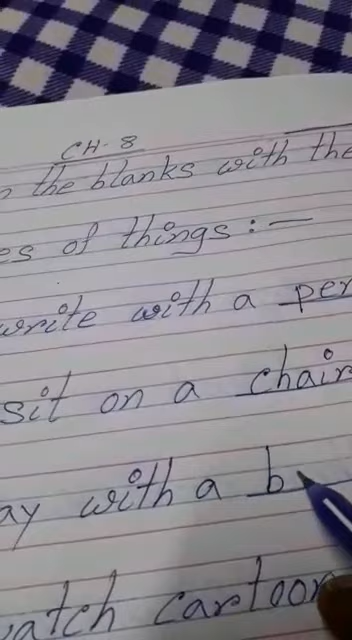 CH-8
the blanks with the
es of things :-
write with a pen
sit on a chair
ay with a b
atch cartoon